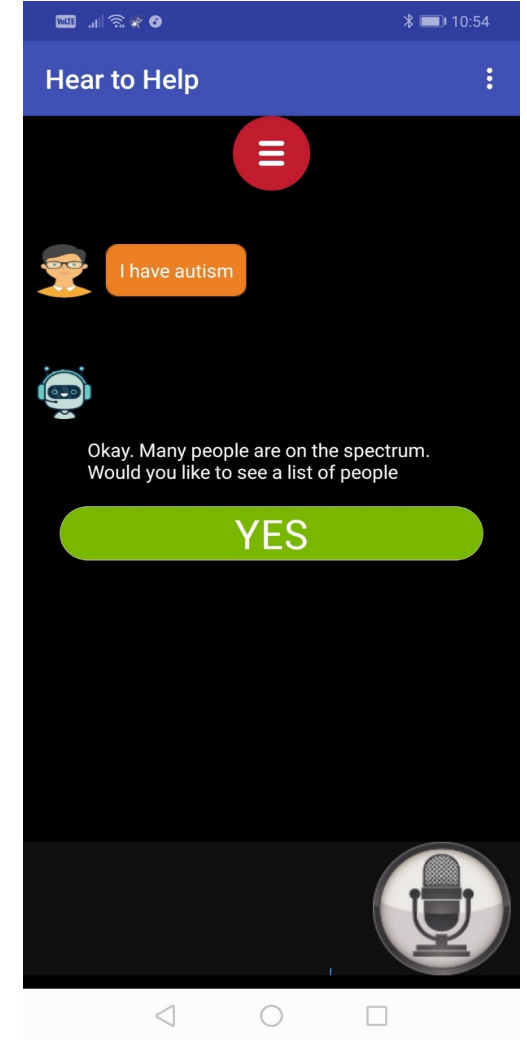 VoLTE 10:54
Hear to Help
I have autism
Okay. Many people are on the spectrum.
Would you like to see a list of people
YES